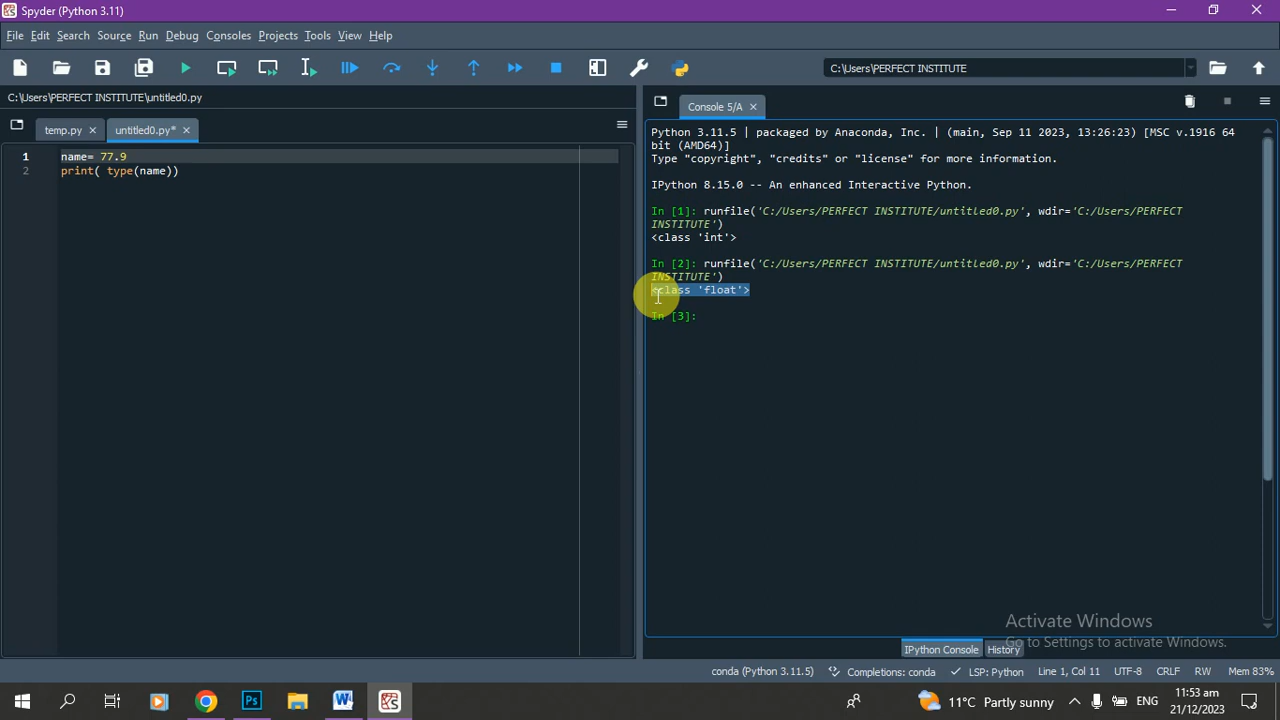 Spyder (Python 3.11)
File Edit Search Source Run Debug Consoles Projects Tools View Help
C:\Users\PERFECT INSTITUTE
C:\Users\PERFECT INSTITUTE\untitled0.py
temp.py
untitled0.py*
1 name= 77.9
2 print( type(name))
Console 5/A
Python 3.11.5 | packaged by Anaconda, Inc. | (main, Sep 11 2023, 13:26:23) [MSC v.1916 64
bit (AMD64)]
Type "copyright", "credits" or "license" for more information.
IPython 8.15.0 -- An enhanced Interactive Python.
In [1]: runfile('C:/Users/PERFECT INSTITUTE/untitled0.py', wdir='C:/Users/PERFECT
INSTITUTE')
<class 'int'>
In [2]: runfile('C:/Users/PERFECT INSTITUTE/untitled0.py', wdir='C:/Users/PERFECT
INSTITUTE')
<class 'float'>
In [3]:
Activate Windows
Go to Settings to activate Windows.
IPython Console History
conda (Python 3.11.5) Completions: conda LSP: Python Line 1, Col 11 UTF-8 CRLF RW Mem 83%
Ps
W
11°C Partly sunny
ENG
11:53 am
21/12/2023